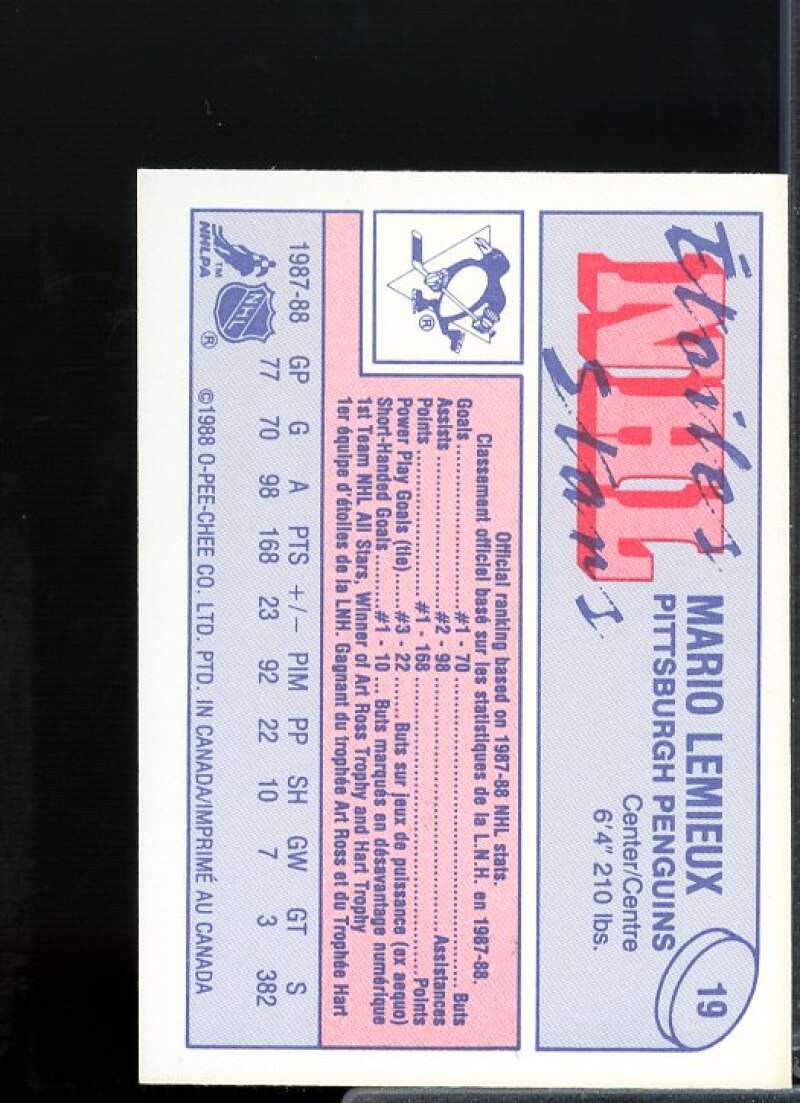 Étoiles
NHL
Stars
MARIO LEMIEUX
PITTSBURGH PENGUINS
Center/Centre
6'4" 210 lbs.
19
®
Official ranking based on 1987-88 NHL stats.
Classement officiel basé sur les statistiques de la L.N.H. en 1987-88.
Goals ........................ #1 - 70 ........................ Buts
Assists ........................ #2 - 98 ........................ Assistances
Points ........................ #1 - 168 ........................ Points
Power Play Goals (tie) ..... #3 - 22 ....... Buts sur jeux de puissance (ex aequo)
Short-Handed Goals ....... #1 - 10 ... Buts marqués en désavantage numérique
1st Team NHL All Stars, Winner of Art Ross Trophy and Hart Trophy
1er équipe d'étolles de la LNH. Gagnant du trophée Art Ross et du Trophée Hart
1987-88 GP G A PTS +/- PIM PP SH GW GT S
77 70 98 168 23 92 22 10 7 3 382
™
NHLPA
NHL
®
©1988 O-PEE-CHEE CO. LTD. PTD. IN CANADA/IMPRIMÉ AU CANADA